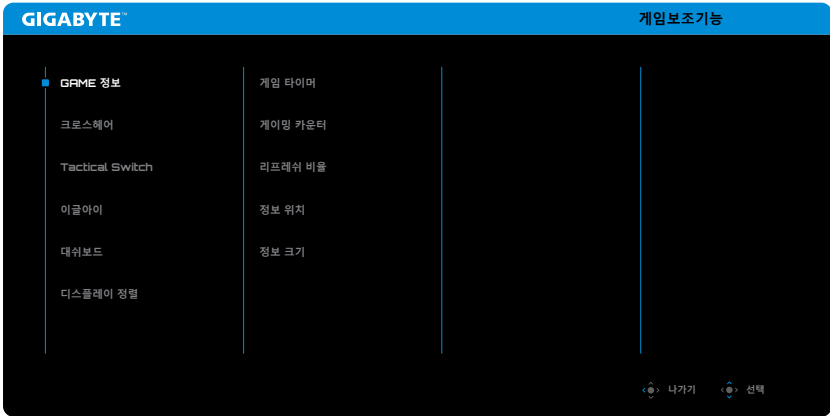 GIGABYTE™
게임보조기능
GAME 정보
게임 타이머
크로스헤어
게이밍 카운터
Tactical Switch
리프레쉬 비율
이글아이
정보 위치
대쉬보드
정보 크기
디스플레이 정렬
나가기
선택